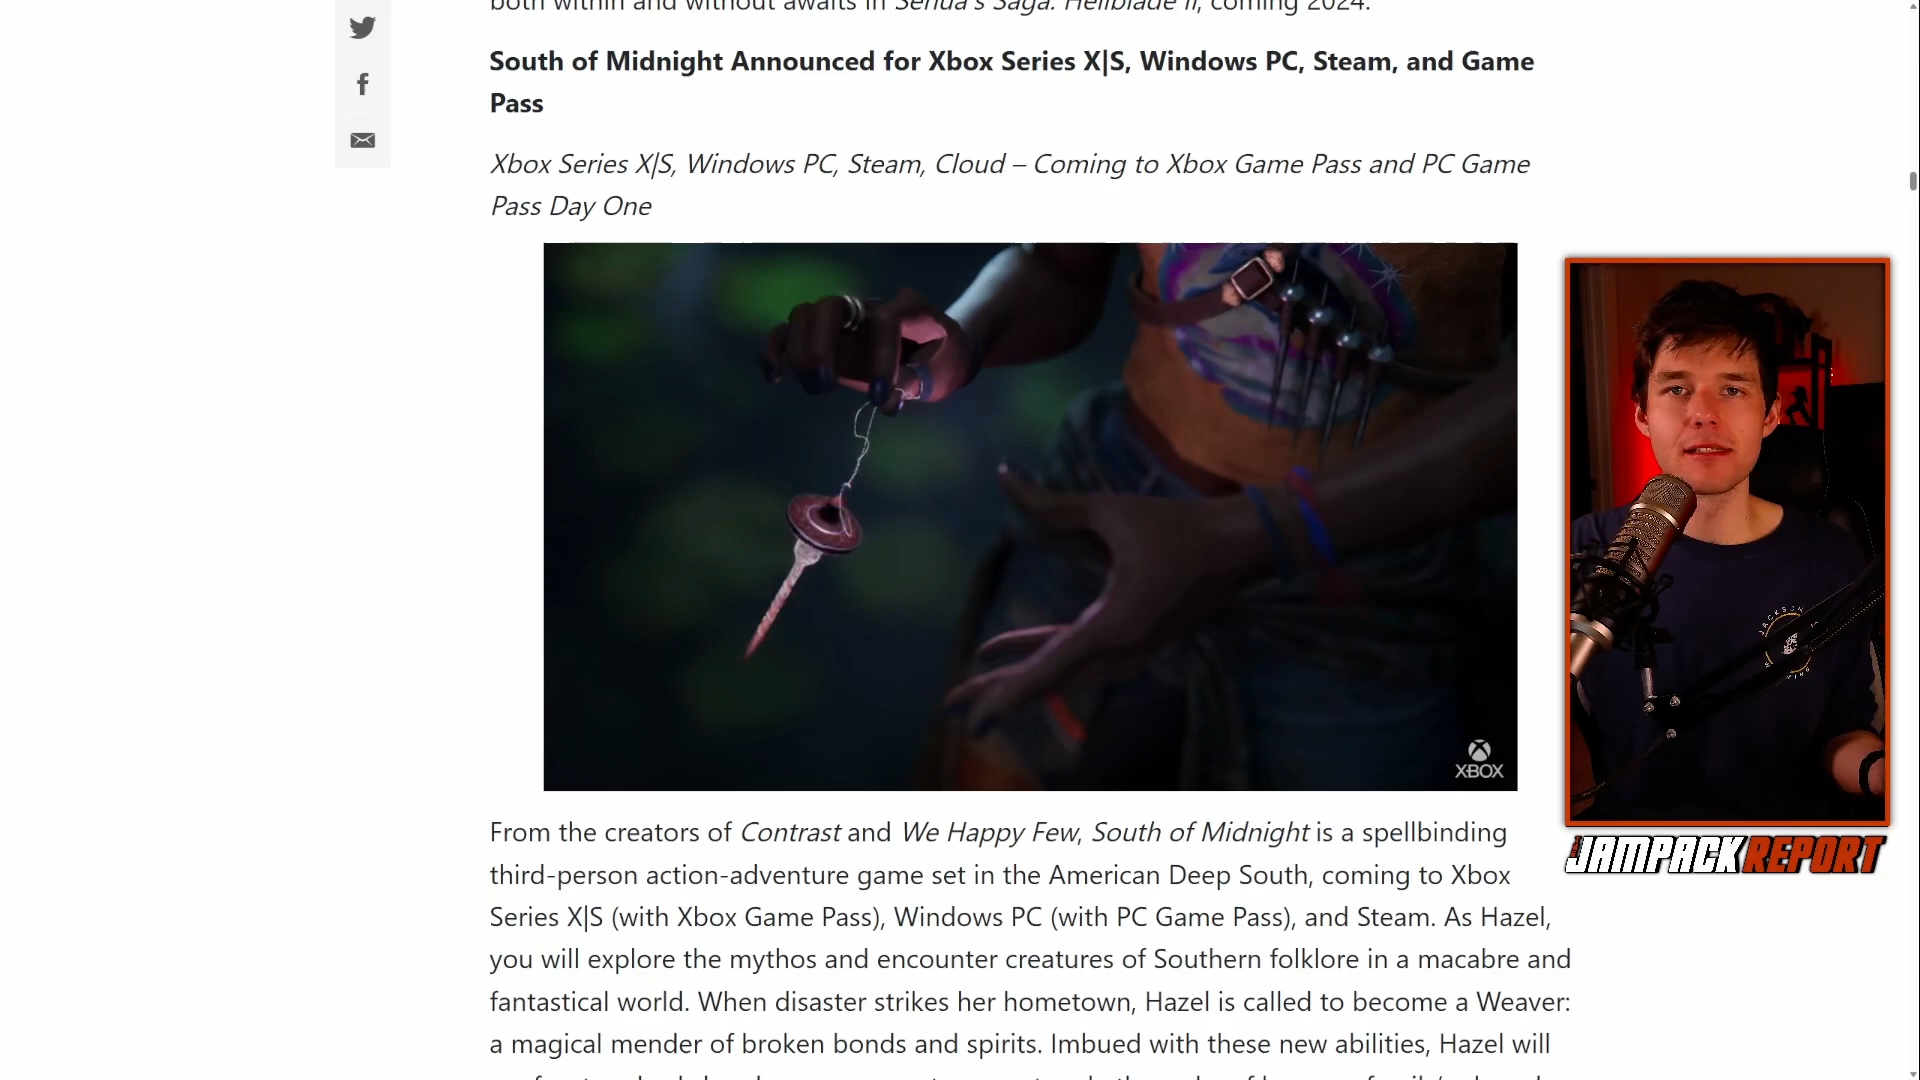 both within and without awaits in Senua's Saga: Hellblade II, coming 2024.
South of Midnight Announced for Xbox Series X|S, Windows PC, Steam, and Game
Pass
Xbox Series X|S, Windows PC, Steam, Cloud – Coming to Xbox Game Pass and PC Game
Pass Day One
XBOX
From the creators of Contrast and We Happy Few, South of Midnight is a spellbinding
third-person action-adventure game set in the American Deep South, coming to Xbox
Series X|S (with Xbox Game Pass), Windows PC (with PC Game Pass), and Steam. As Hazel,
you will explore the mythos and encounter creatures of Southern folklore in a macabre and
fantastical world. When disaster strikes her hometown, Hazel is called to become a Weaver:
a magical mender of broken bonds and spirits. Imbued with these new abilities, Hazel will
JAMPACK REPORT